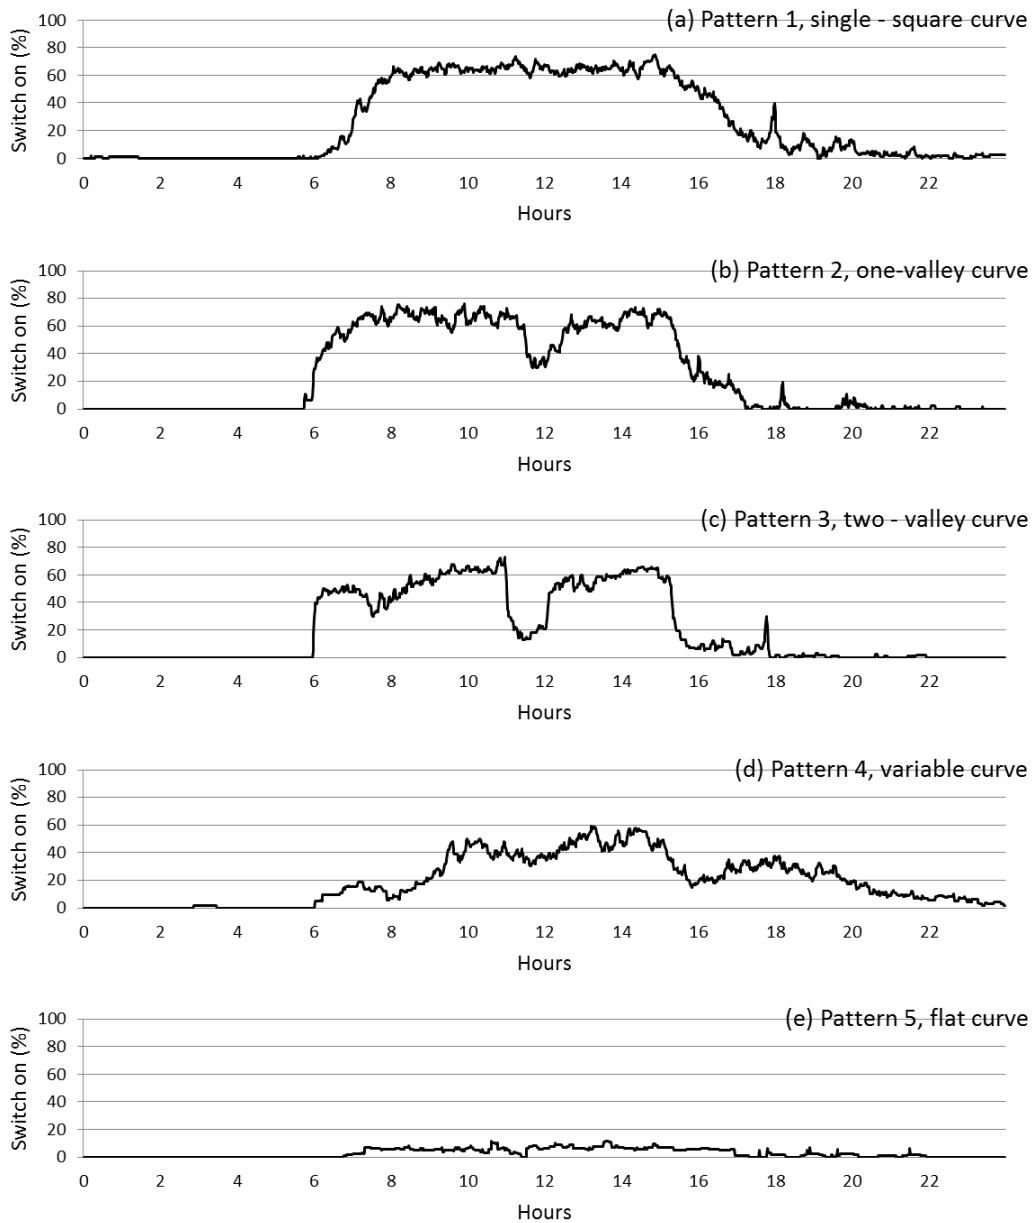 (a) Pattern 1, single - square curve
Switch on (%)
100
80
60
40
20
0
0 2 4 6 8 10 12 14 16 18 20 22
Hours
(b) Pattern 2, one-valley curve
Switch on (%)
100
80
60
40
20
0
0 2 4 6 8 10 12 14 16 18 20 22
Hours
(c) Pattern 3, two - valley curve
Switch on (%)
100
80
60
40
20
0
0 2 4 6 8 10 12 14 16 18 20 22
Hours
(d) Pattern 4, variable curve
Switch on (%)
100
80
60
40
20
0
0 2 4 6 8 10 12 14 16 18 20 22
Hours
(e) Pattern 5, flat curve
Switch on (%)
100
80
60
40
20
0
0 2 4 6 8 10 12 14 16 18 20 22
Hours